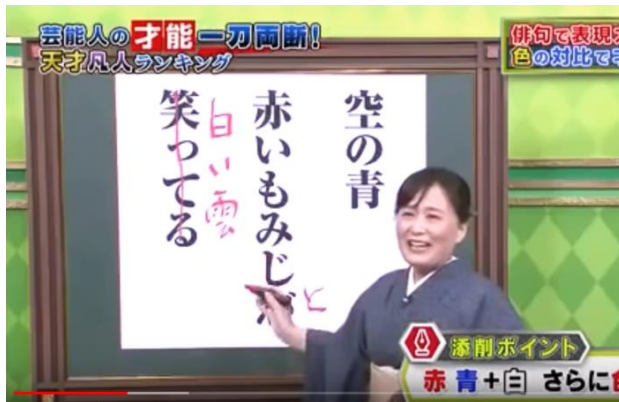 芸能人の才能一刀両断!
天才凡人ランキング
俳句で表現
色の対比でそ
空の青
赤いもみじが
と
笑ってる
白い雲
添削ポイント
赤青+白 さらに色